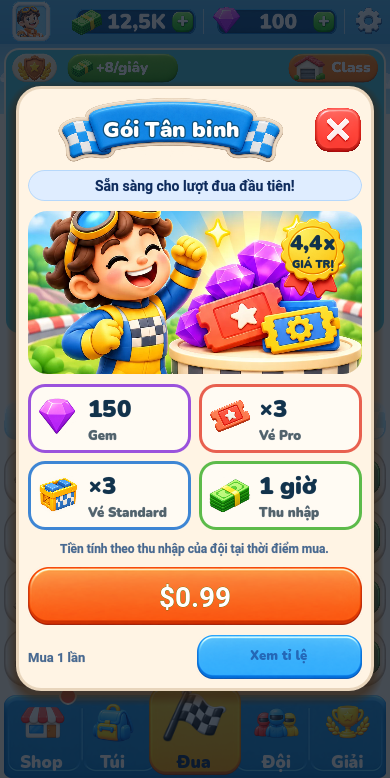 12,5K
100
+8/giây
Class
Gói Tân binh
Sẵn sàng cho lượt đua đầu tiên!
4,4x
GIÁ TRỊ
150
Gem
×3
Vé Pro
×3
Vé Standard
1 giờ
Thu nhập
Tiền tính theo thu nhập của đội tại thời điểm mua.
$0.99
Mua 1 lần
Xem tỉ lệ
Shop
Túi
Đua
Đội
Giải